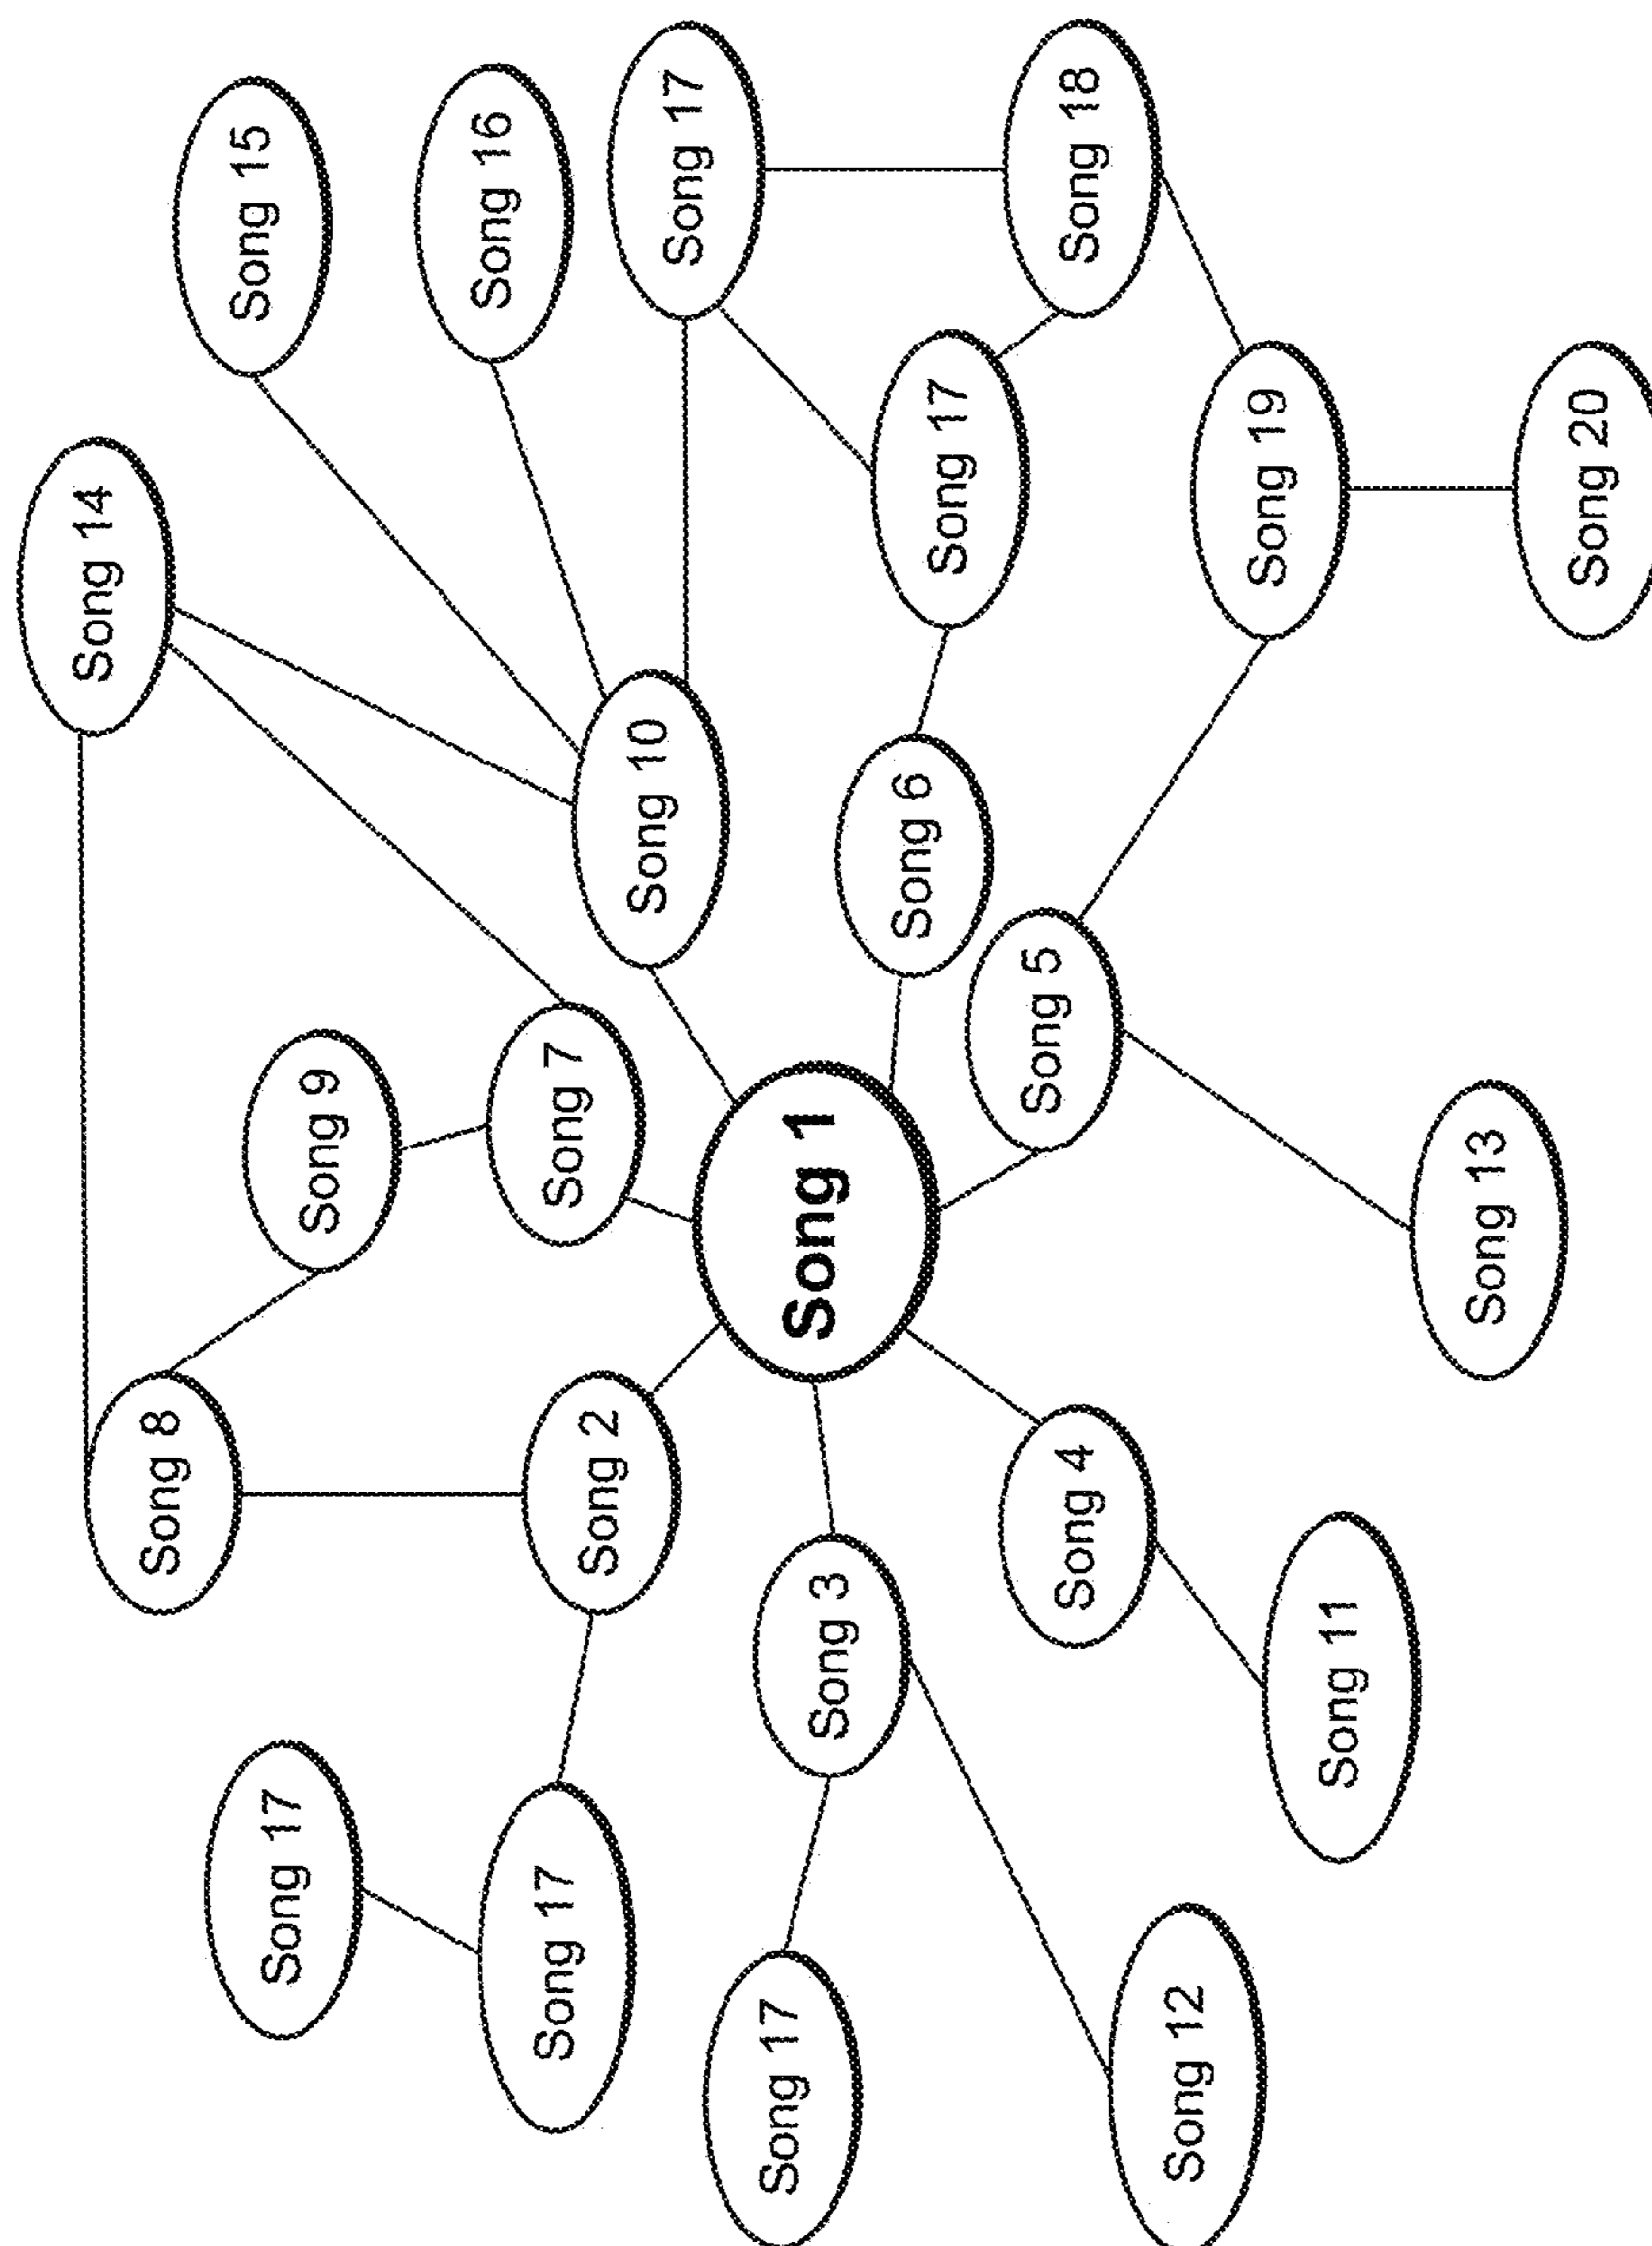 Song 17
Song 8
Song 9
Song 14
Song 15
Song 17
Song 2
Song 7
Song 10
Song 16
Song 17
Song 3
Song 1
Song 6
Song 17
Song 17
Song 12
Song 4
Song 5
Song 19
Song 18
Song 11
Song 13
Song 20